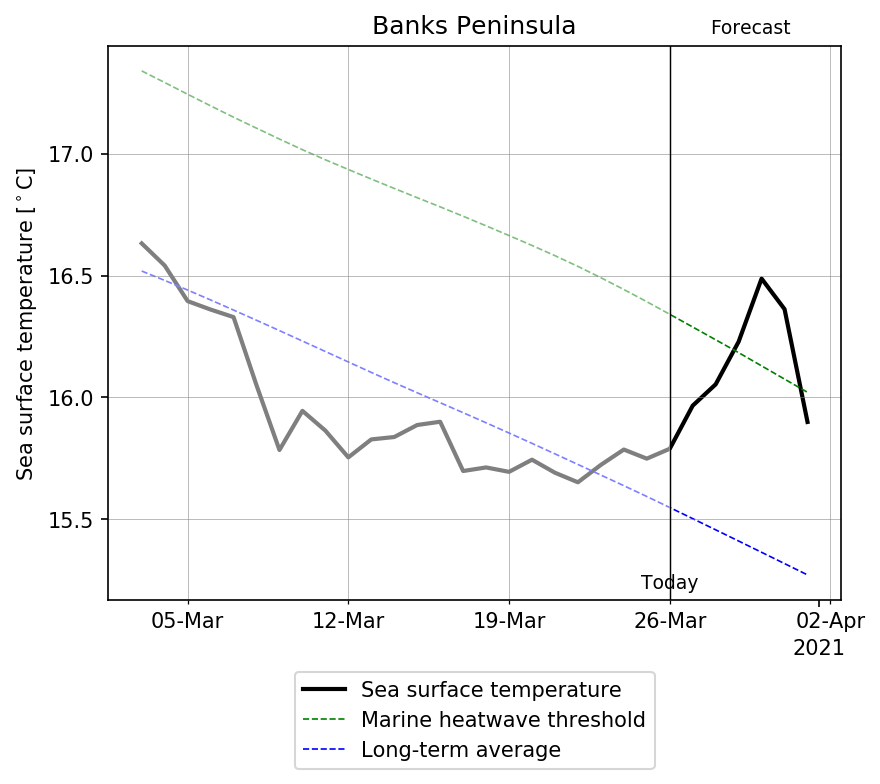 Banks Peninsula
Forecast
Sea surface temperature [°C]
17.0
16.5
16.0
15.5
Today
05-Mar
12-Mar
19-Mar
26-Mar
02-Apr
2021
Sea surface temperature
Marine heatwave threshold
Long-term average